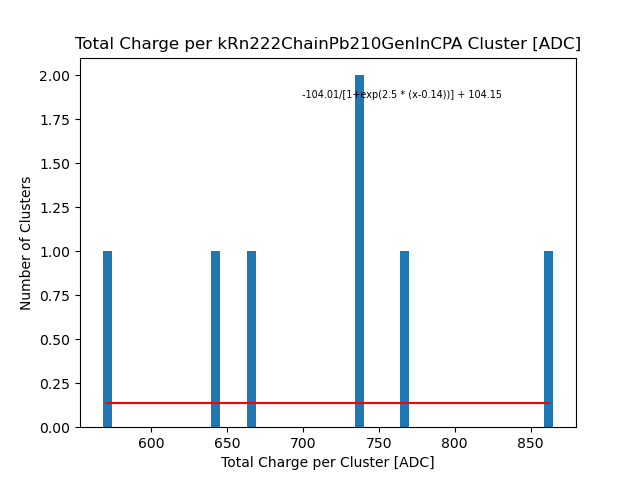 Total Charge per kRn222ChainPb210GenInCPA Cluster [ADC]
2.00
-104.01/[1+exp(2.5 * (x-0.14))] + 104.15
1.75
1.50
1.25
1.00
0.75
0.50
0.25
0.00
Number of Clusters
600 650 700 750 800 850
Total Charge per Cluster [ADC]